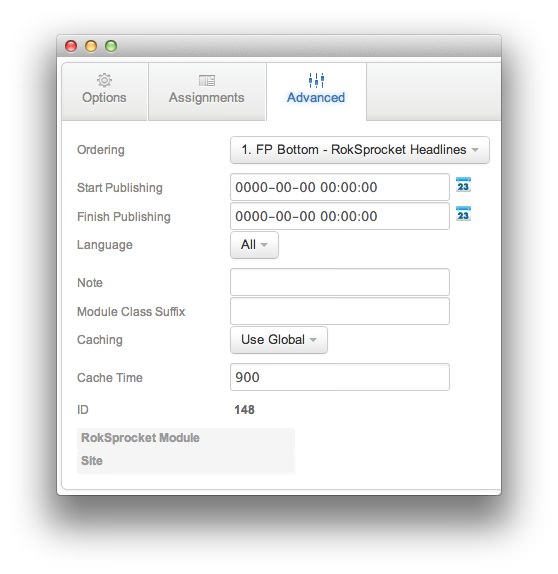 Options Assignments Advanced
Ordering 1. FP Bottom - RokSprocket Headlines
Start Publishing 0000-00-00 00:00:00 23
Finish Publishing 0000-00-00 00:00:00 23
Language All
Note
Module Class Suffix
Caching Use Global
Cache Time 900
ID 148
RokSprocket Module
Site